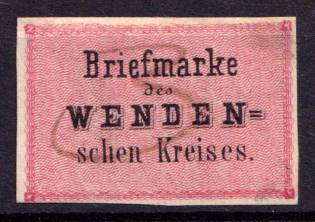 Briefmarke
des
WENDEN=
schen Kreises.